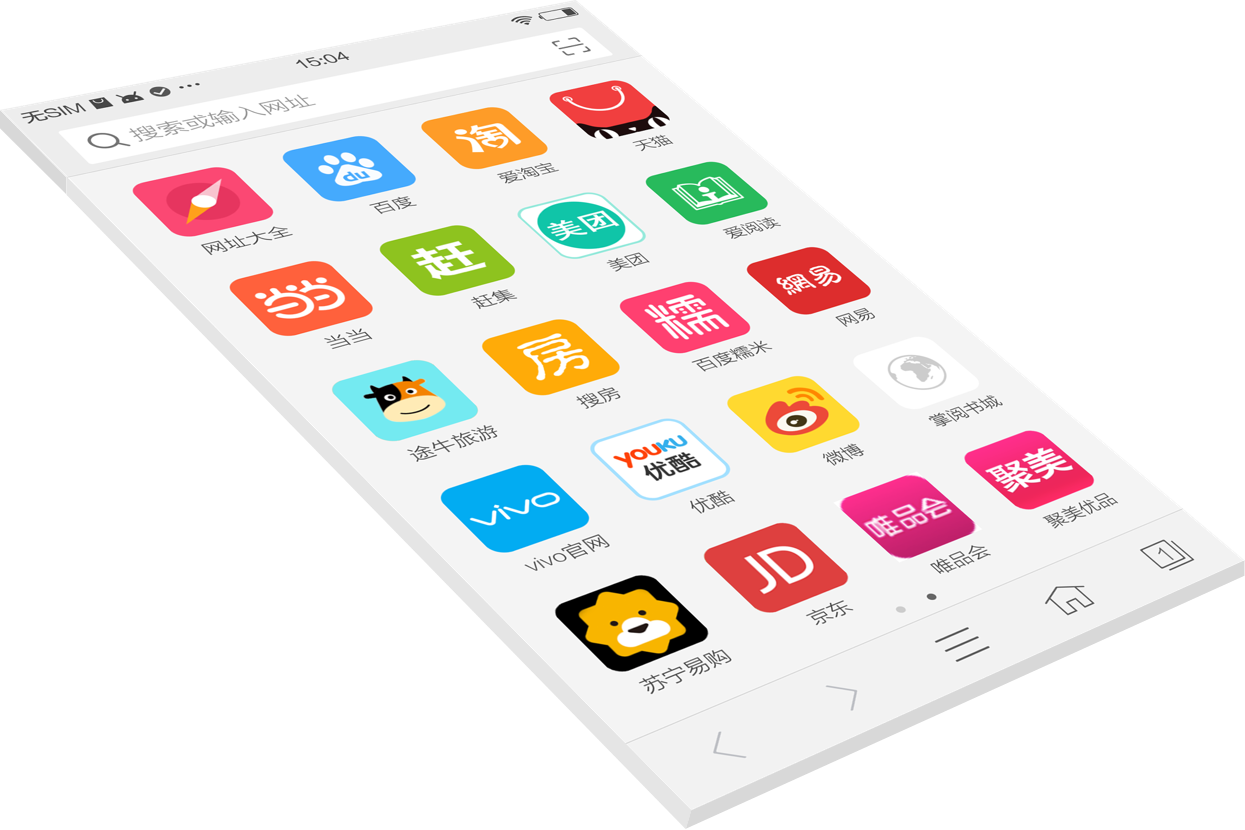 无SIM 15:04
搜索或输入网址
du
淘
网址大全 百度 爱淘宝 天猫
当当 赶 美团
当当 赶集 美团 爱阅读
房 糯 網易
途牛旅游 搜房 百度糯米 网易
vivo YOUKU
优酷
vivo官网 优酷 微博 掌阅书城
JD 唯品会 聚美
苏宁易购 京东 唯品会 聚美优品
1